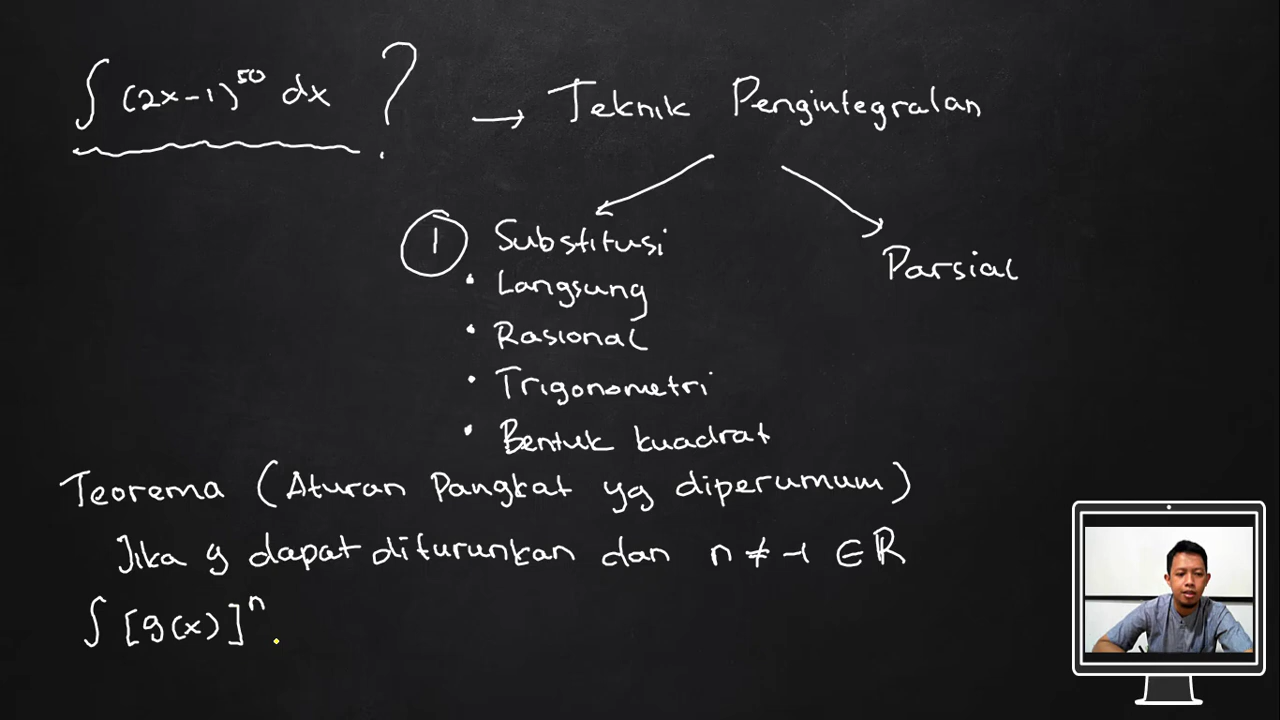 ∫ (2x-1)^50 dx ? → Teknik Pengintegralan
1 Substitusi
Parsial
• Langsung
• Rasional
• Trigonometri
• Bentuk kuadrat
Teorema (Aturan Pangkat yg diperumum)
Jika g dapat diturunkan dan n ≠ -1 ∈ ℝ
∫ [g(x)]^n .